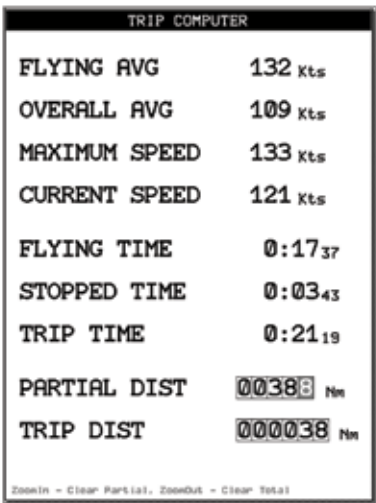 TRIP COMPUTER
FLYING AVG 132 Kts
OVERALL AVG 109 Kts
MAXIMUM SPEED 133 Kts
CURRENT SPEED 121 Kts
FLYING TIME 0:17 37
STOPPED TIME 0:03 43
TRIP TIME 0:21 19
PARTIAL DIST 00388 Nm
TRIP DIST 000038 Nm
ZoomIn - Clear Partial, ZoomOut - Clear Total